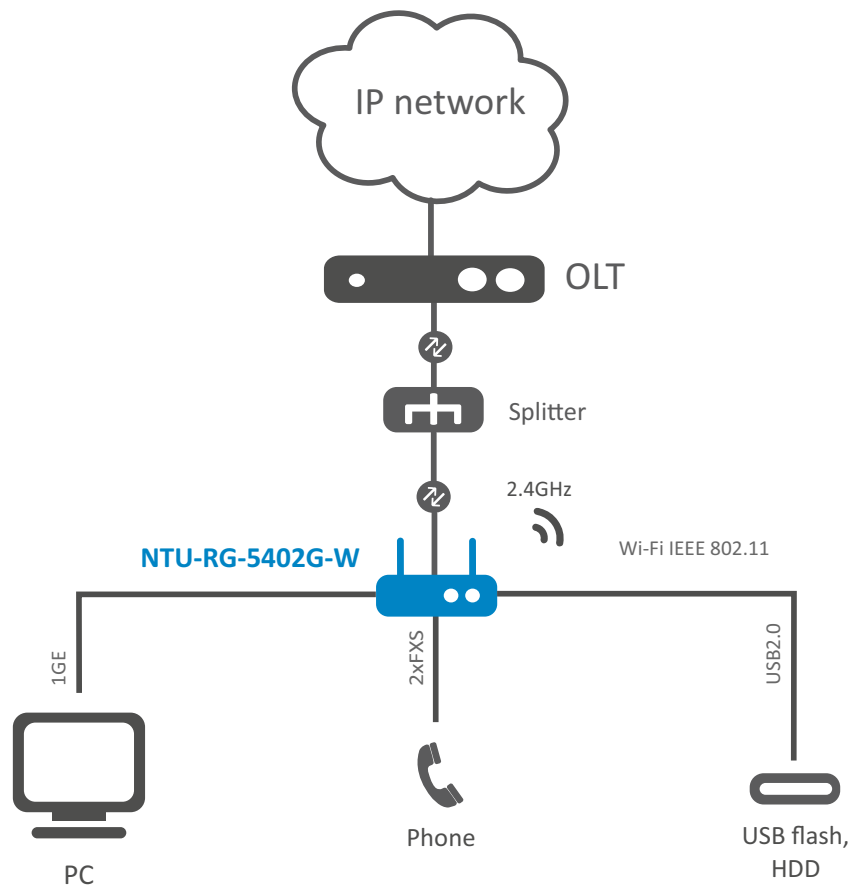 IP network
OLT
Splitter
2.4GHz
Wi-Fi IEEE 802.11
NTU-RG-5402G-W
1GE
2xFXS
USB2.0
PC
Phone
USB flash,
HDD